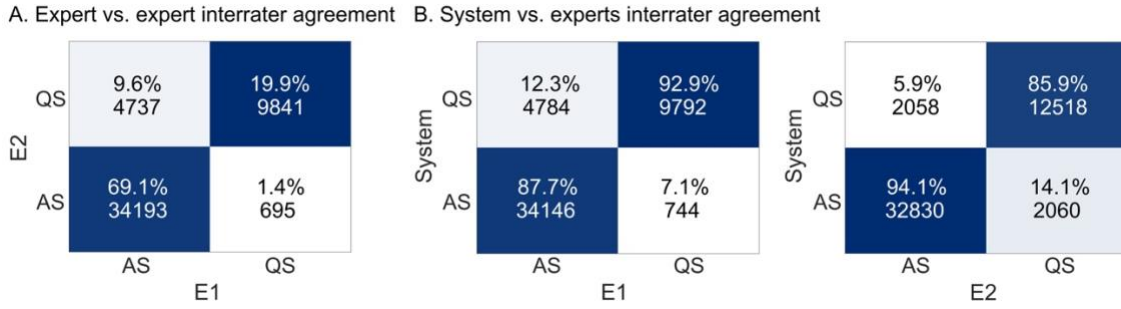 A. Expert vs. expert interrater agreement
B. System vs. experts interrater agreement
E2
QS
9.6%
4737
19.9%
9841
AS
69.1%
34193
1.4%
695
AS
QS
E1
System
QS
12.3%
4784
92.9%
9792
AS
87.7%
34146
7.1%
744
AS
QS
E1
System
QS
5.9%
2058
85.9%
12518
AS
94.1%
32830
14.1%
2060
AS
QS
E2